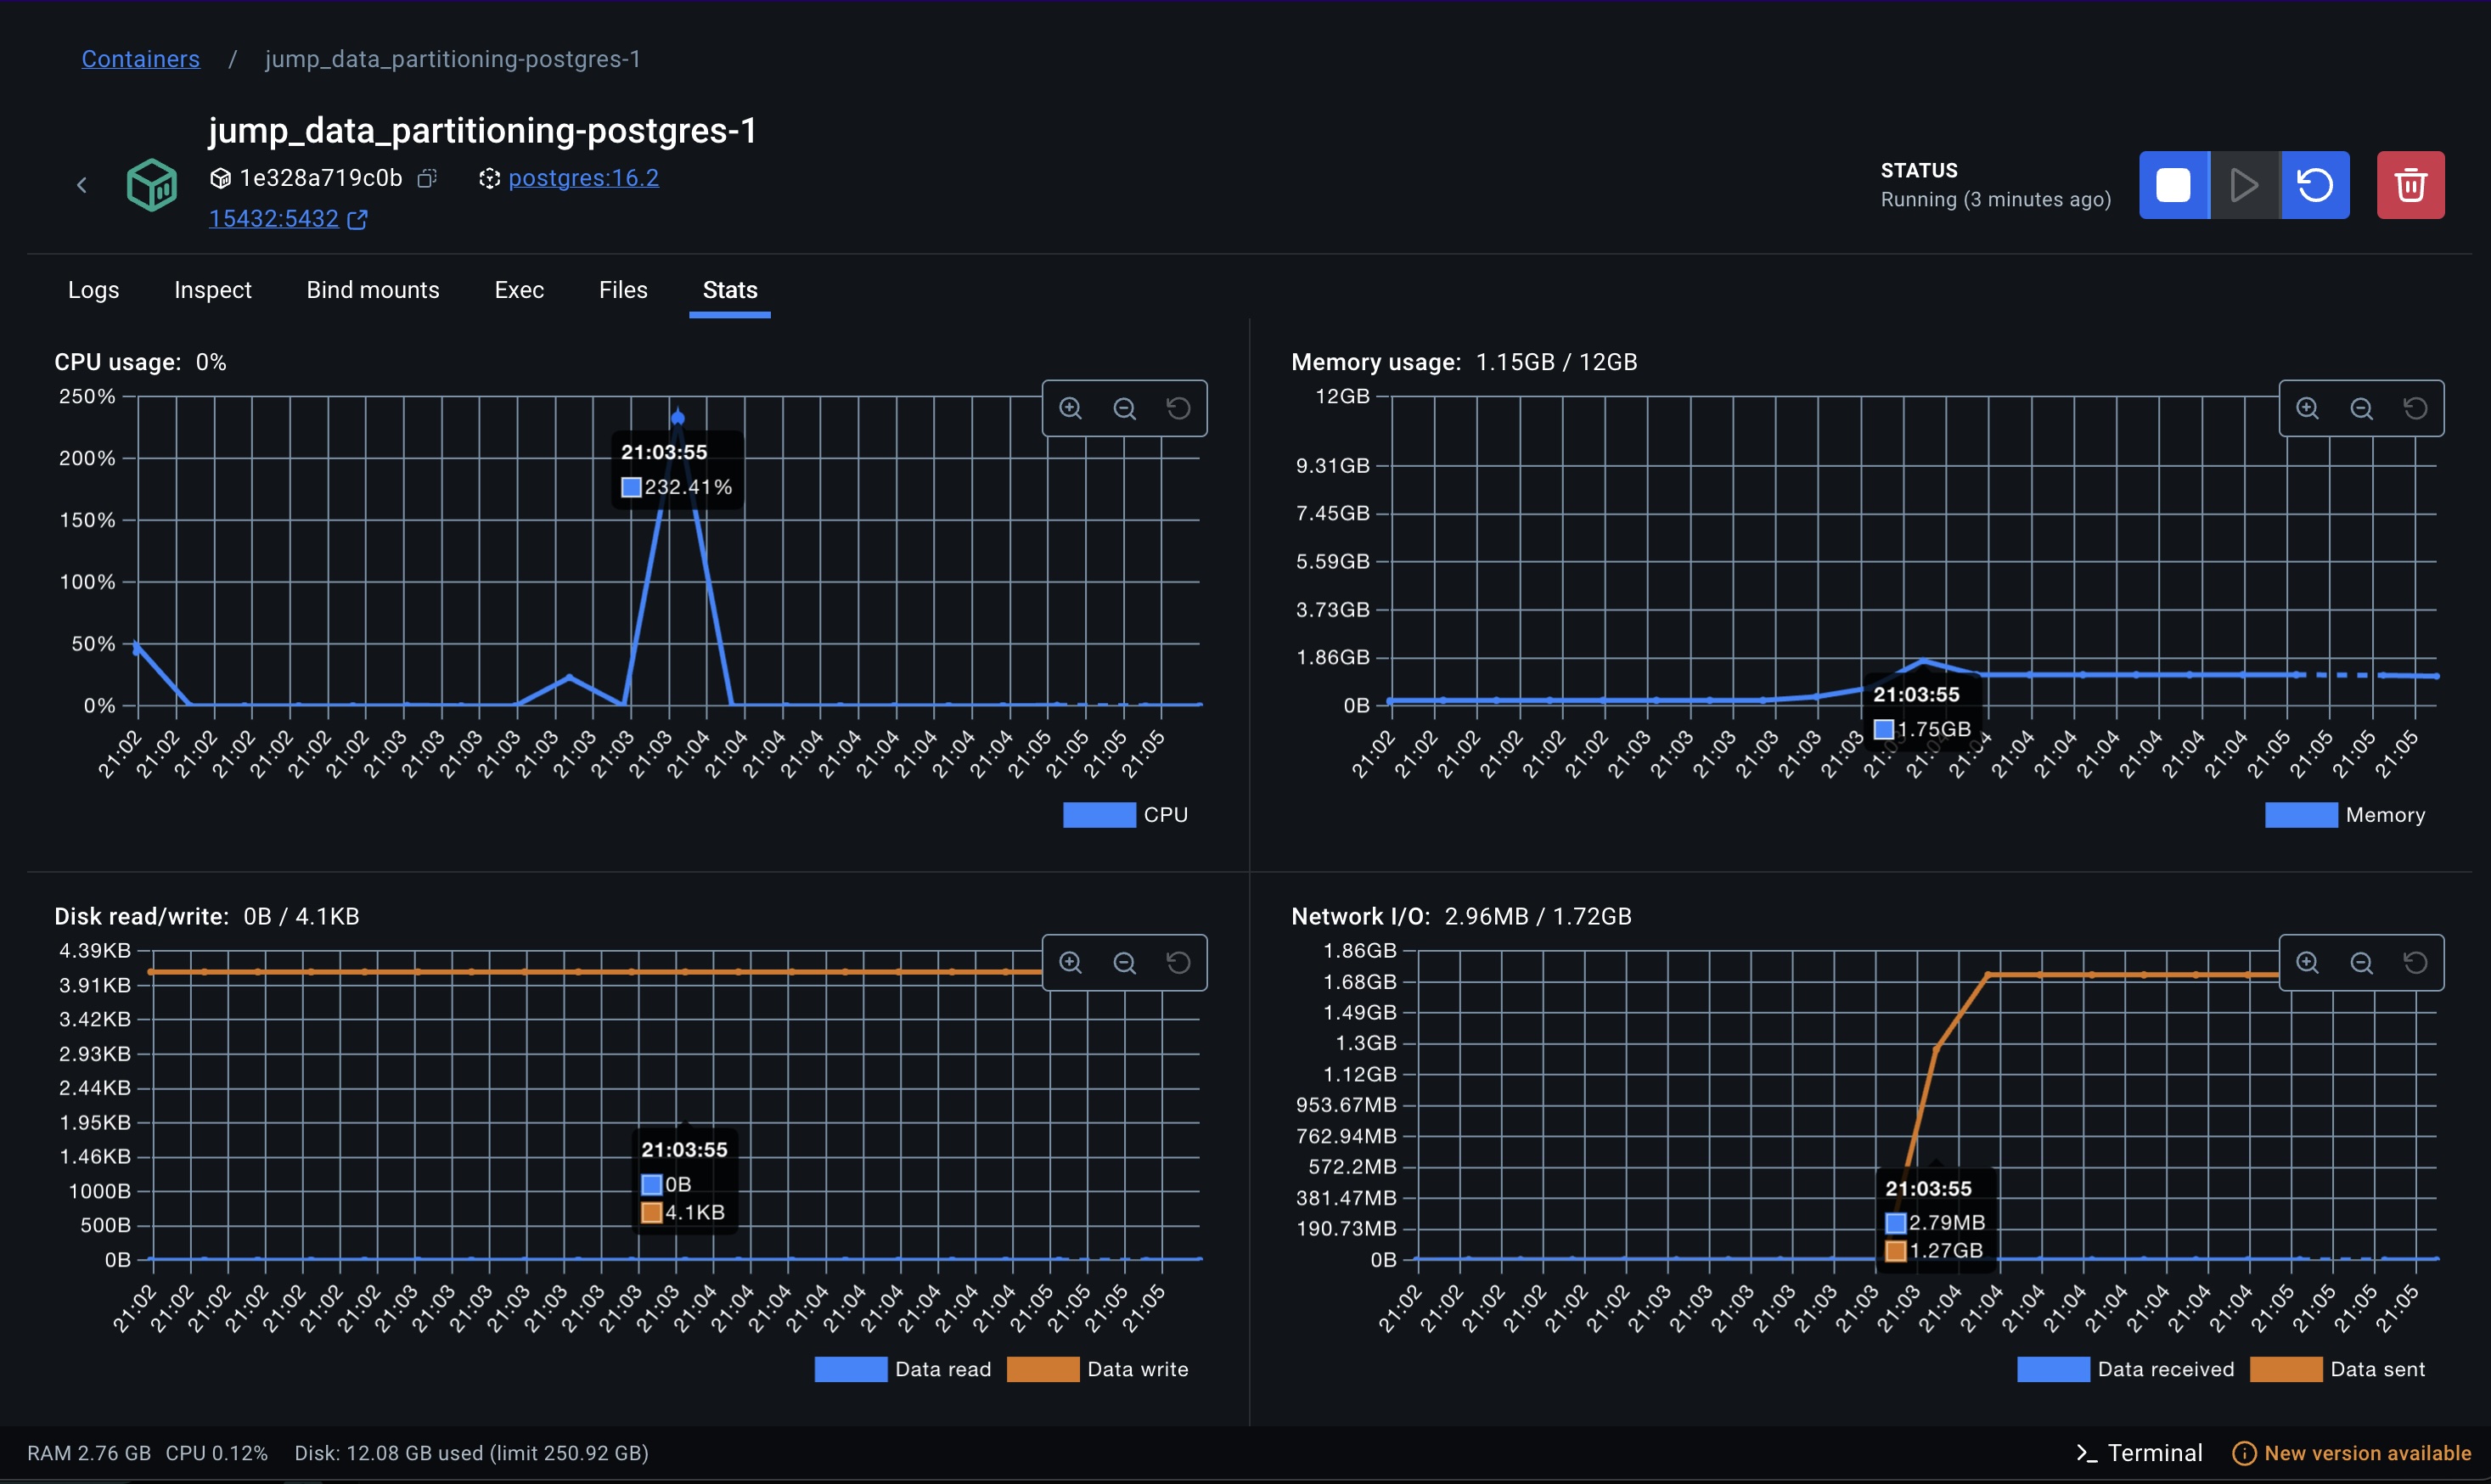 Containers / jump_data_partitioning-postgres-1
jump_data_partitioning-postgres-1
1e328a719c0b postgres:16.2
15432:5432
STATUS
Running (3 minutes ago)
Logs Inspect Bind mounts Exec Files Stats
CPU usage: 0%
250%
200%
150%
100%
50%
0%
21:03:55
232.41%
21:02 21:02 21:02 21:02 21:02 21:02 21:02 21:03 21:03 21:03 21:03 21:03 21:03 21:03 21:03 21:04 21:04 21:04 21:04 21:04 21:04 21:04 21:04 21:04 21:05 21:05 21:05 21:05
CPU
Memory usage: 1.15GB / 12GB
12GB
9.31GB
7.45GB
5.59GB
3.73GB
1.86GB
0B
21:03:55
1.75GB
21:02 21:02 21:02 21:02 21:02 21:02 21:03 21:03 21:03 21:03 21:03 21:03 21:04 21:04 21:04 21:04 21:04 21:04 21:05 21:05 21:05 21:05
Memory
Disk read/write: 0B / 4.1KB
4.39KB
3.91KB
3.42KB
2.93KB
2.44KB
1.95KB
1.46KB
1000B
500B
0B
21:03:55
0B
4.1KB
21:02 21:02 21:02 21:02 21:02 21:02 21:02 21:03 21:03 21:03 21:03 21:03 21:03 21:03 21:03 21:04 21:04 21:04 21:04 21:04 21:04 21:04 21:04 21:04 21:05 21:05 21:05 21:05
Data read Data write
Network I/O: 2.96MB / 1.72GB
1.86GB
1.68GB
1.49GB
1.3GB
1.12GB
953.67MB
762.94MB
572.2MB
381.47MB
190.73MB
0B
21:03:55
2.79MB
1.27GB
21:02 21:02 21:02 21:02 21:02 21:02 21:03 21:03 21:03 21:03 21:03 21:03 21:03 21:04 21:04 21:04 21:04 21:04 21:04 21:04 21:04 21:05 21:05 21:05 21:05
Data received Data sent
RAM 2.76 GB CPU 0.12% Disk: 12.08 GB used (limit 250.92 GB)
Terminal
New version available